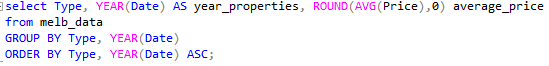 select Type, YEAR(Date) AS year_properties, ROUND(AVG(Price),0) average_price
from melb_data
GROUP BY Type, YEAR(Date)
ORDER BY Type, YEAR(Date) ASC;